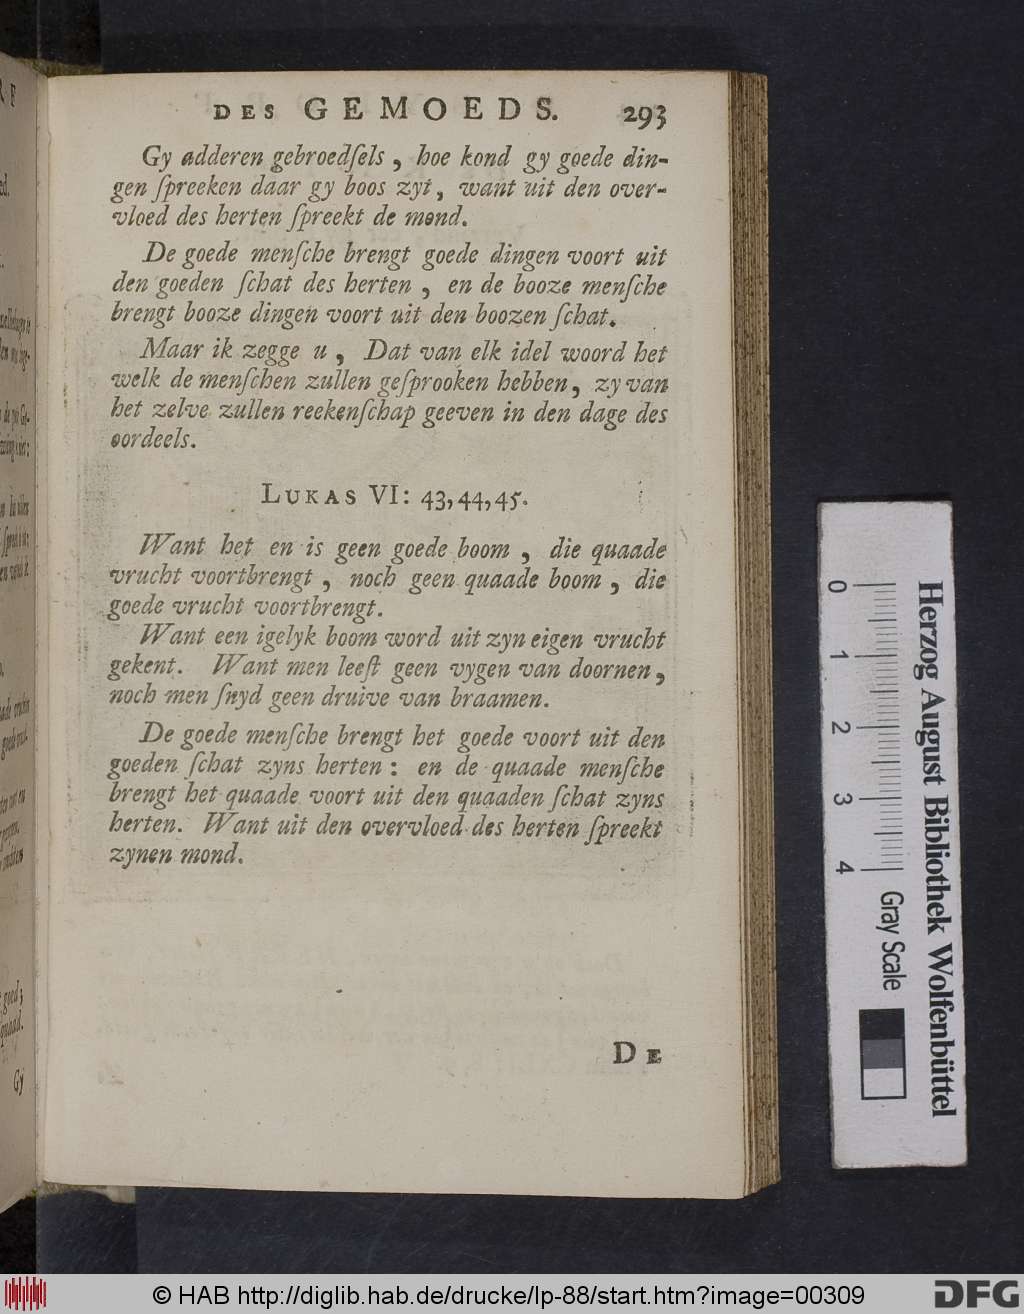 DES GEMOEDS. 293
Gy adderen gebroedſels, hoe kond gy goede din-
gen ſpreeken daar gy boos zyt, want uit den over-
vloed des herten ſpreekt de mond.
De goede menſche brengt goede dingen voort uit
den goeden ſchat des herten, en de booze menſche
brengt booze dingen voort uit den boozen ſchat.
Maar ik zegge u, Dat van elk idel woord het
welk de menſchen zullen geſprooken hebben, zy van
het zelve zullen reekenſchap geeven in den dage des
oordeels.
LUKAS VI: 43, 44, 45.
Want het en is geen goede boom, die quaade
vrucht voortbrengt, noch geen quaade boom, die
goede vrucht voortbrengt.
Want een igelyk boom word uit zyn eigen vrucht
gekent. Want men leeſt geen vygen van doornen,
noch men ſnyd geen druive van braamen.
De goede menſche brengt het goede voort uit den
goeden ſchat zyns herten: en de quaade menſche
brengt het quaade voort uit den quaaden ſchat zyns
herten. Want uit den overvloed des herten ſpreekt
zynen mond.
DE
goed;
quaad.
Gy
0 1 2 3 4
Herzog August Bibliothek Wolfenbüttel
Gray Scale
© HAB http://diglib.hab.de/drucke/lp-88/start.htm?image=00309
DFG